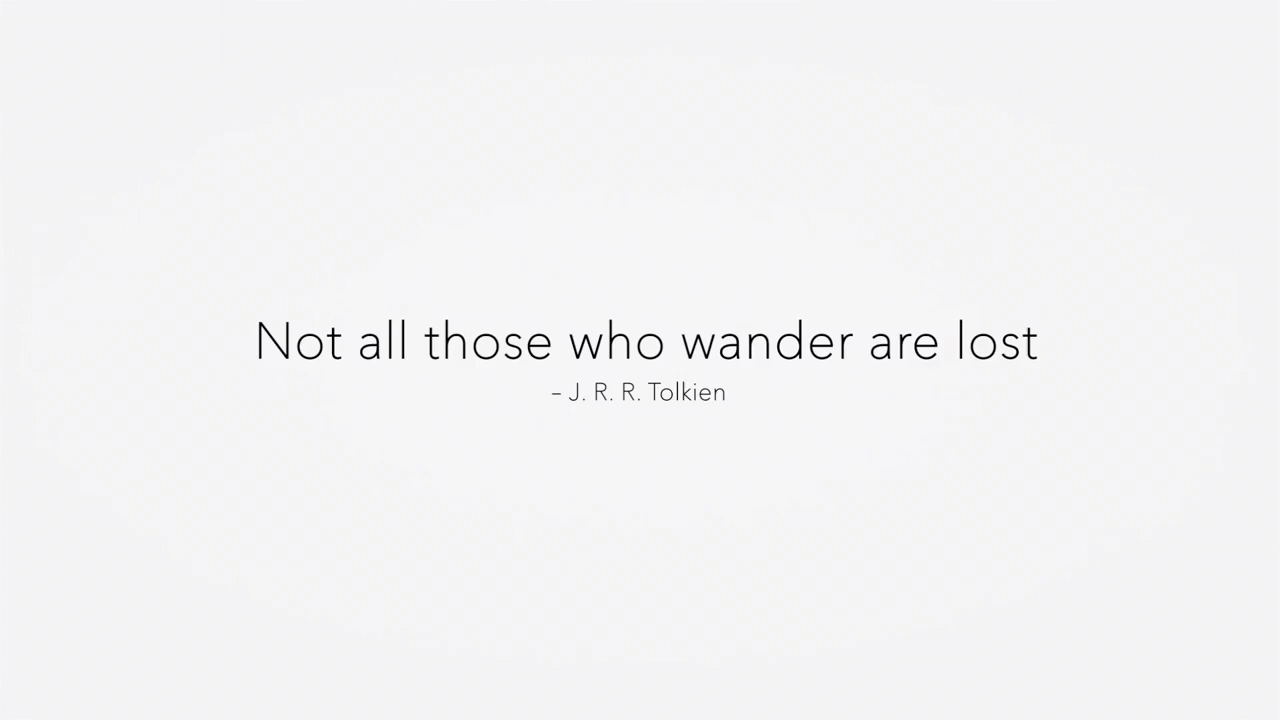 Not all those who wander are lost
– J. R. R. Tolkien